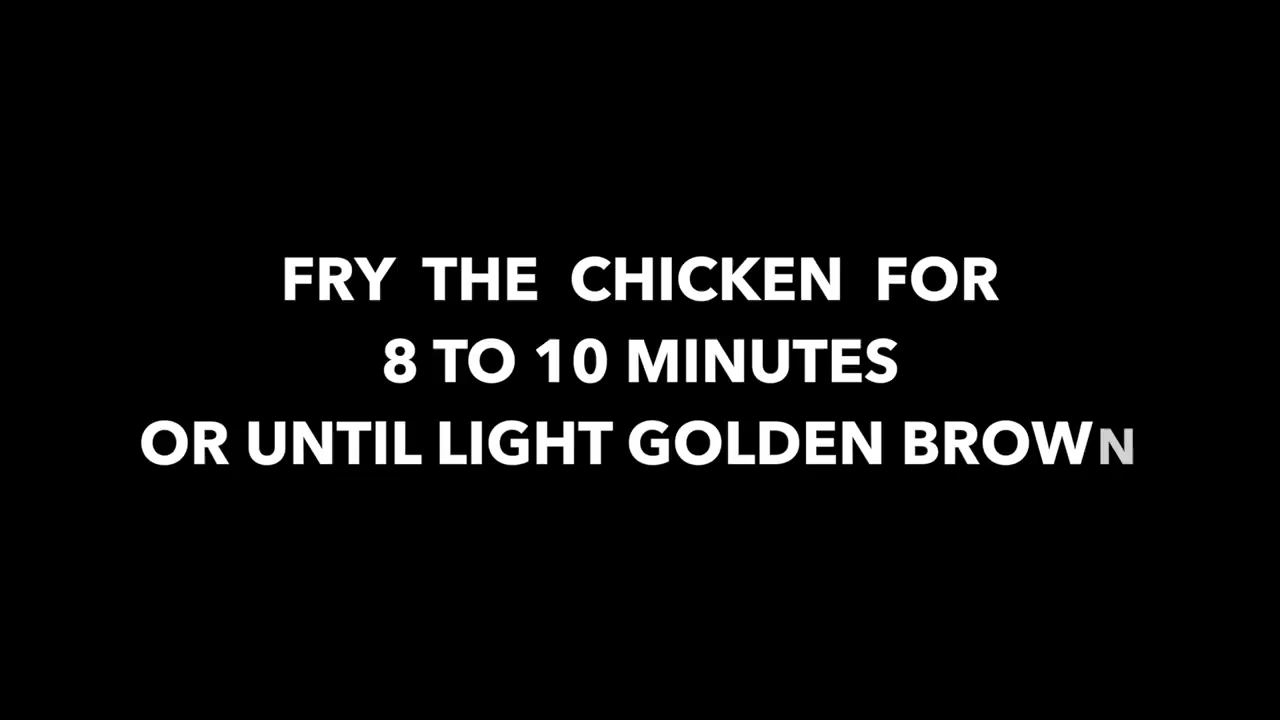 FRY THE CHICKEN FOR
8 TO 10 MINUTES
OR UNTIL LIGHT GOLDEN BROWN